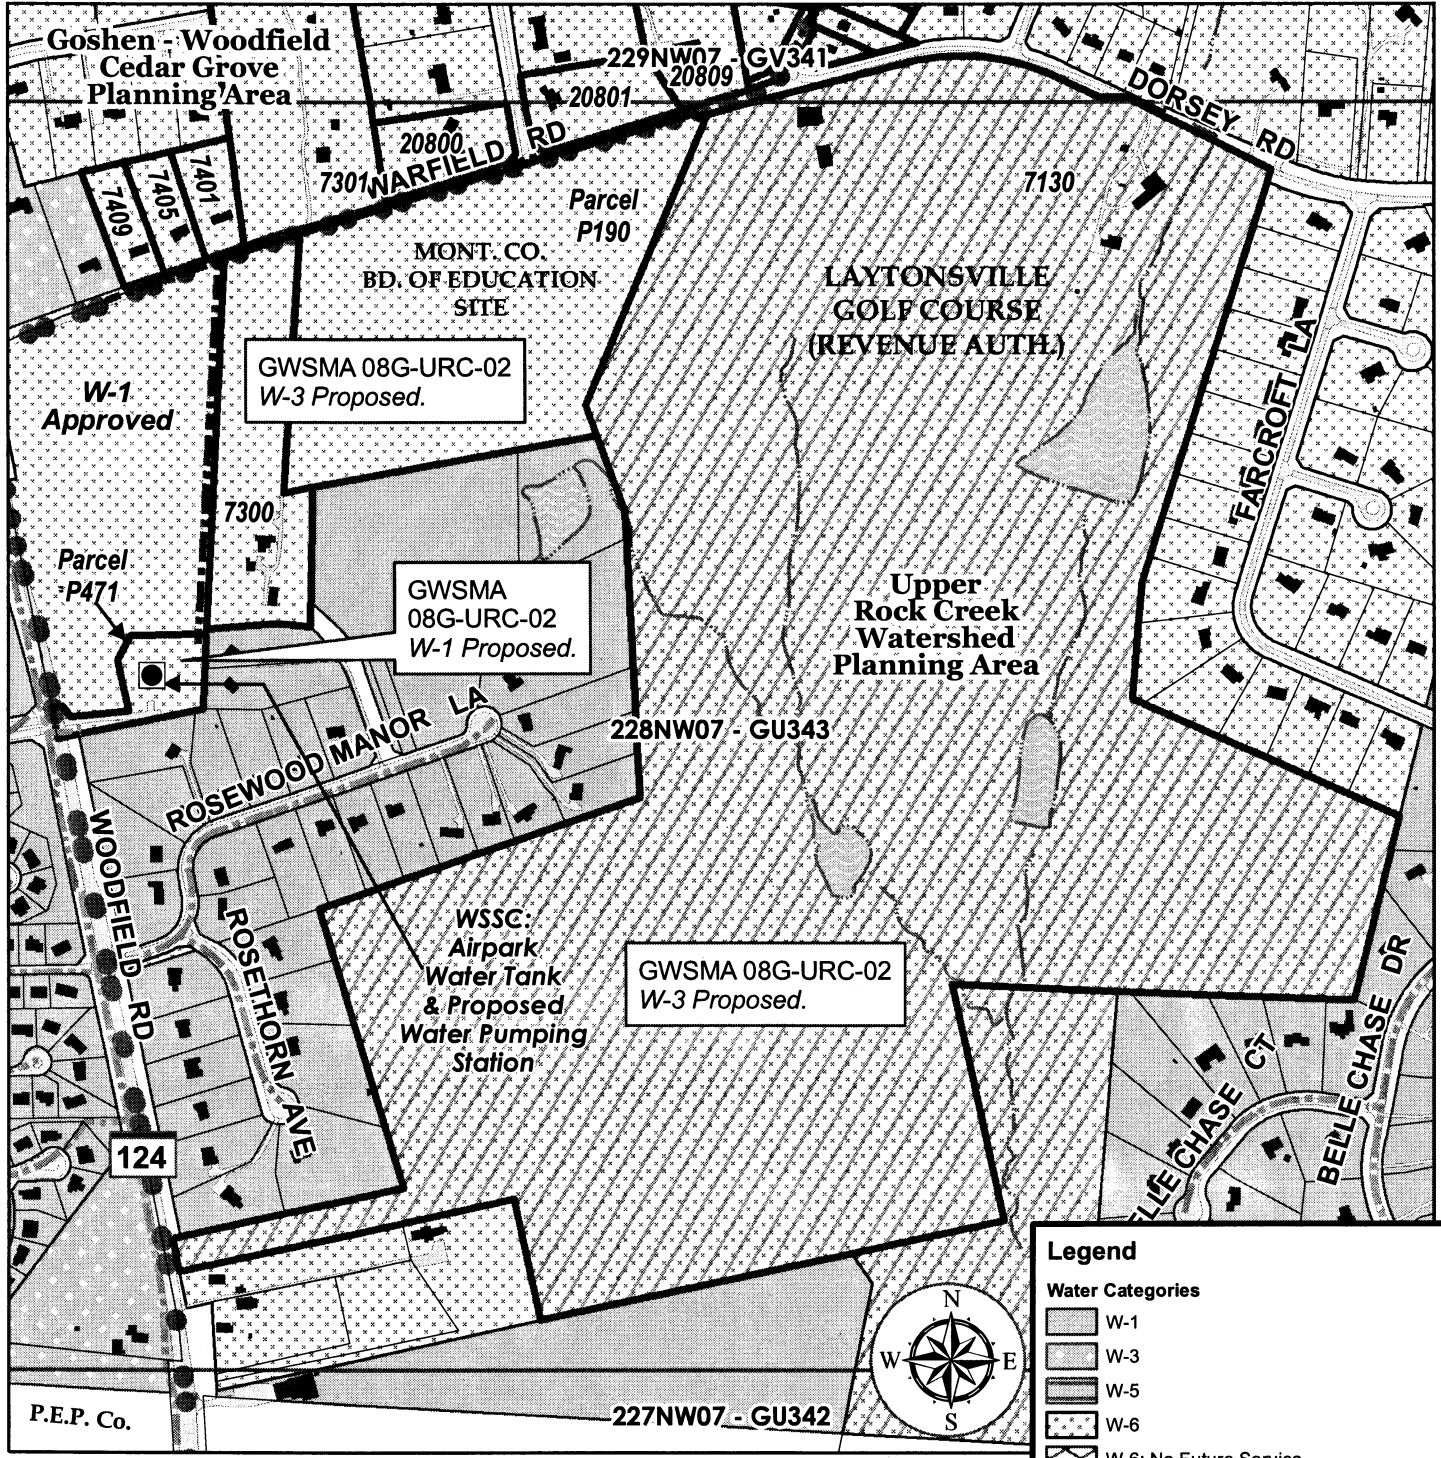 Goshen - Woodfield
Cedar Grove
Planning Area
229NW07 - GV341
20809
20801
20800
7301
WARFIELD RD
DORSEY RD
7409
7405
7401
Parcel
P190
7130
MONT. CO.
BD. OF EDUCATION
SITE
LAYTONSVILLE
GOLF COURSE
(REVENUE AUTH.)
GWSMA 08G-URC-02
W-3 Proposed.
W-1
Approved
FARCROFT LA
7300
Parcel
P471
GWSMA
08G-URC-02
W-1 Proposed.
Upper
Rock Creek
Watershed
Planning Area
228NW07 - GU343
ROSEWOOD MANOR LA
WOODFIELD RD
ROSETHORN AVE
WSSC:
Airpark
Water Tank
& Proposed
Water Pumping
Station
GWSMA 08G-URC-02
W-3 Proposed.
BELLE CHASE DR
ELLE CHASE CT
124
Legend
Water Categories
W-1
W-3
W-5
W-6
W-6: No Future Service
N
W
E
S
P.E.P. Co.
227NW07 - GU342